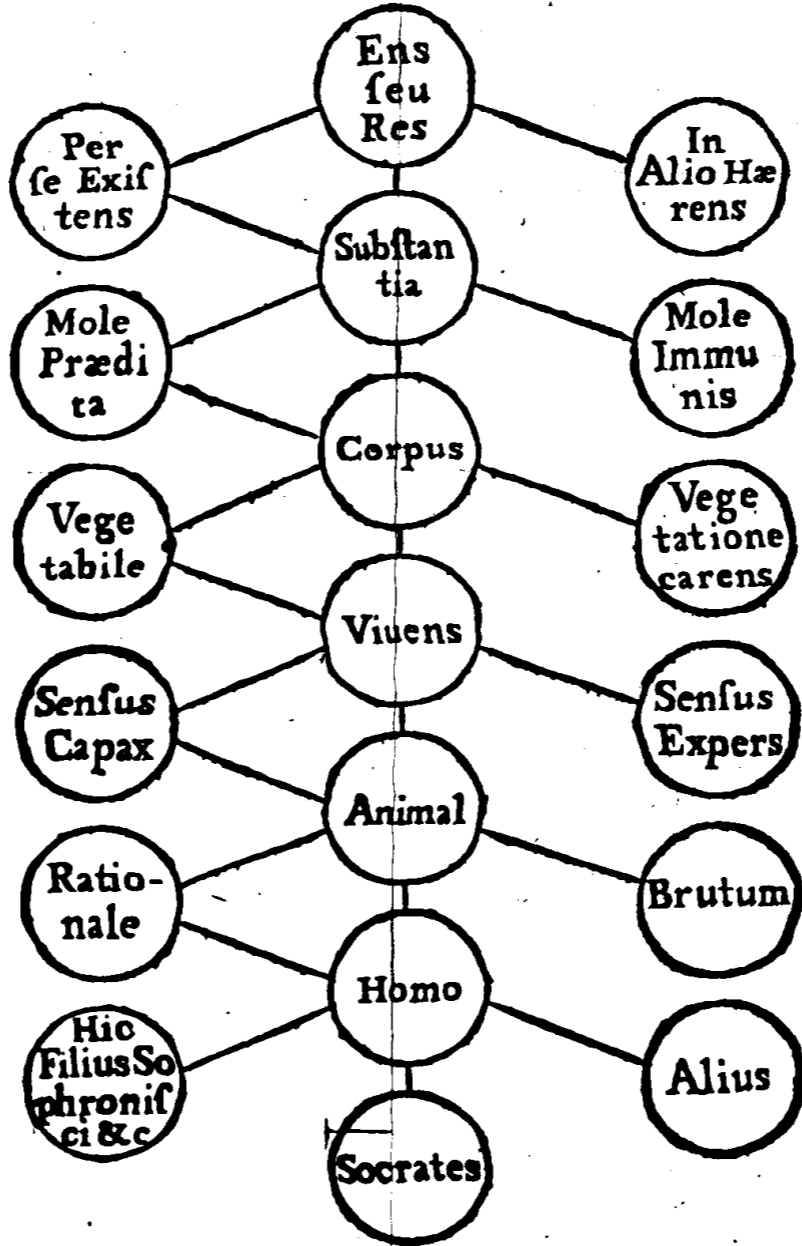 Ens
ſeu
Res
Per
ſe Exiſ
tens
In
Alio Hæ
rens
Subſtan
tia
Mole
Prædi
ta
Mole
Immu
nis
Corpus
Vege
tabile
Vege
tatione
carens
Viuens
Senſus
Capax
Senſus
Expers
Animal
Ratio-
nale
Brutum
Homo
Hic
Filius So
phroniſ
ci & c
Alius
Socrates